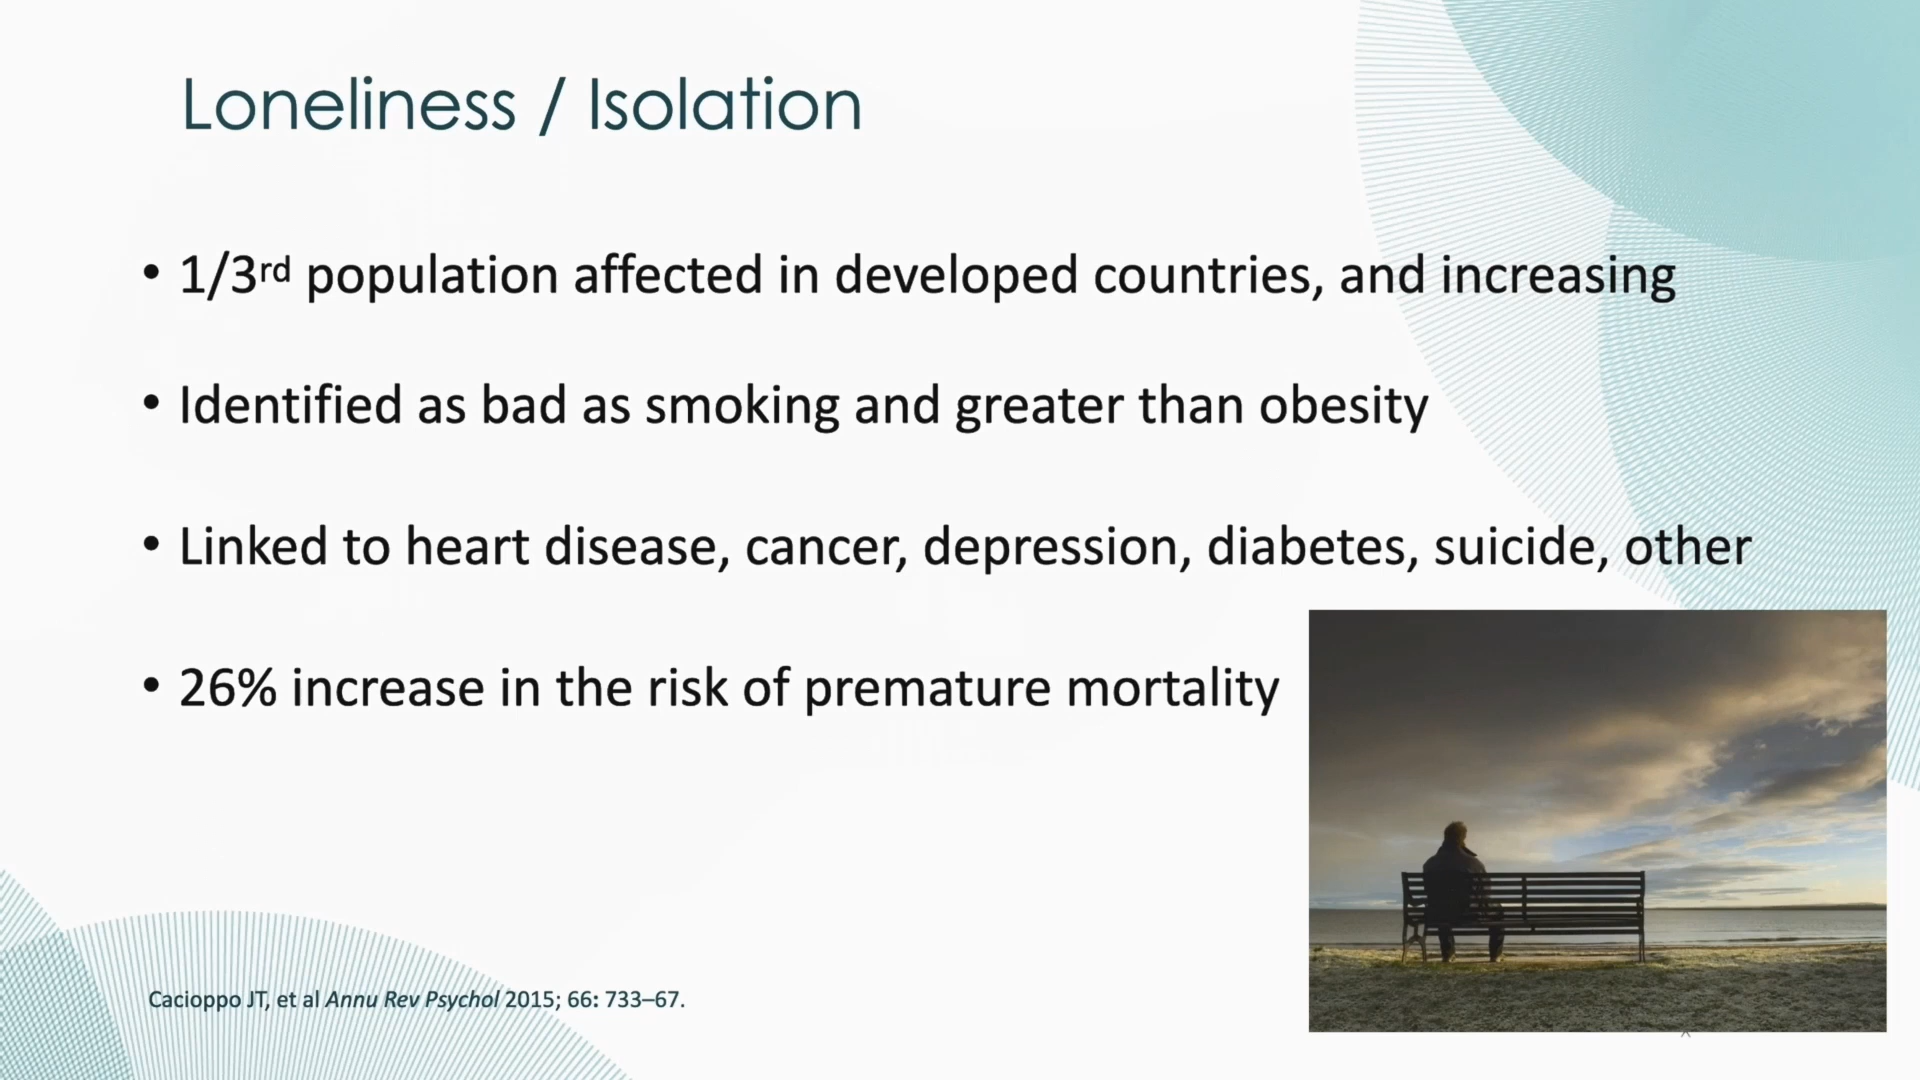 Loneliness / Isolation
• 1/3rd population affected in developed countries, and increasing
• Identified as bad as smoking and greater than obesity
• Linked to heart disease, cancer, depression, diabetes, suicide, other
• 26% increase in the risk of premature mortality
Cacioppo JT, et al Annu Rev Psychol 2015; 66: 733–67.